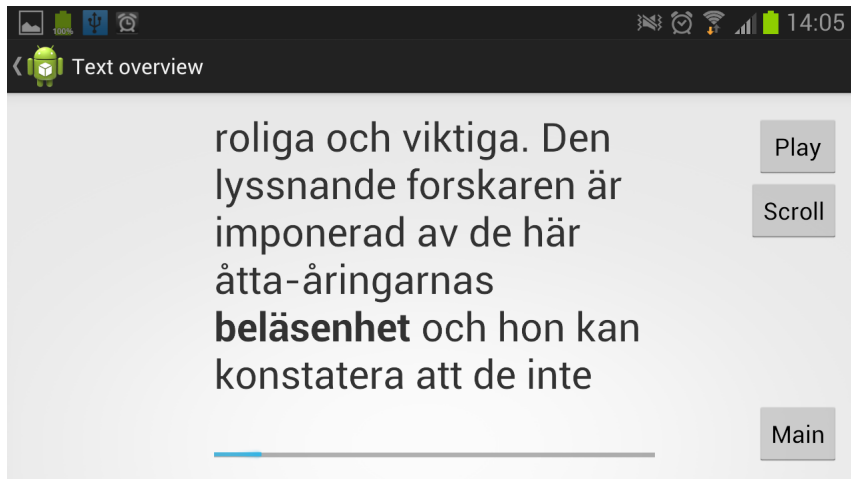 100%
14:05
Text overview
roliga och viktiga. Den
lyssnande forskaren är
imponerad av de här
åtta-åringarnas
beläsenhet och hon kan
konstatera att de inte
Play
Scroll
Main